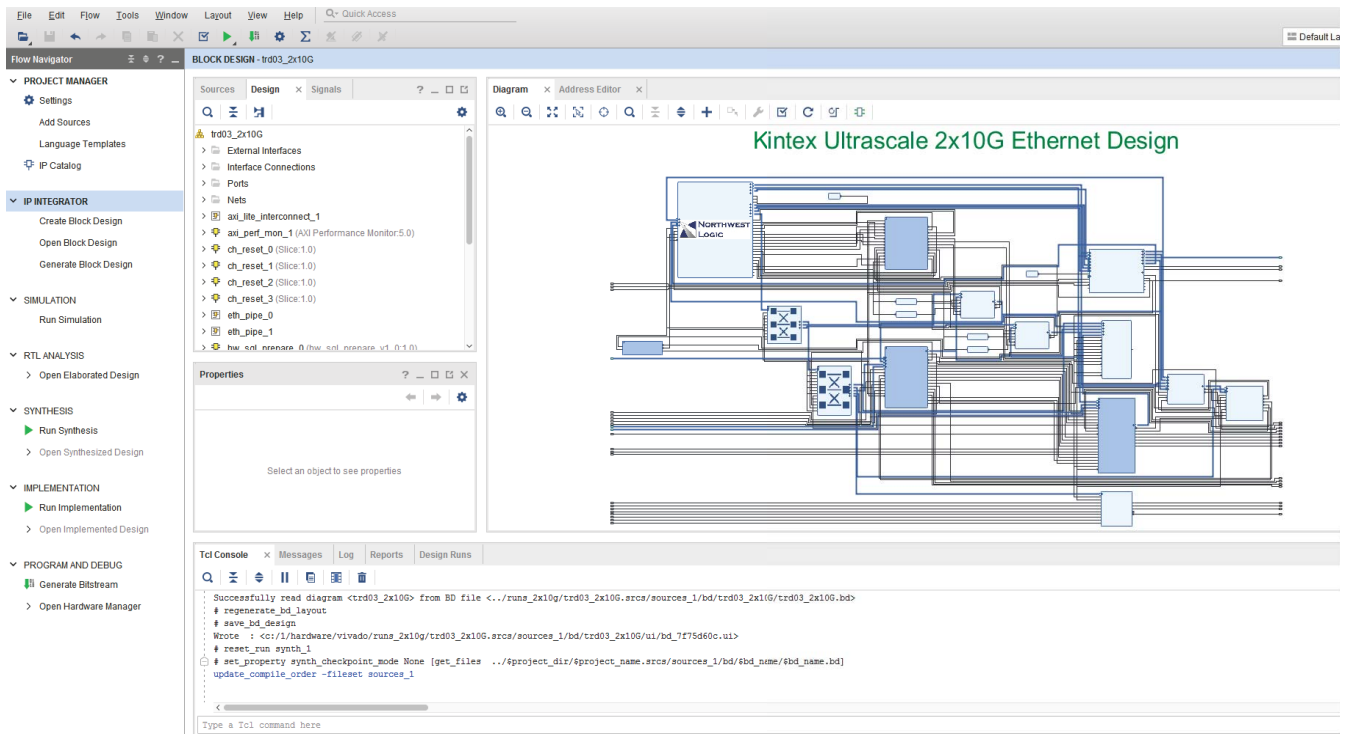 File Edit Flow Tools Window Layout View Help Quick Access
Default La
Flow Navigator
PROJECT MANAGER
Settings
Add Sources
Language Templates
IP Catalog
IP INTEGRATOR
Create Block Design
Open Block Design
Generate Block Design
SIMULATION
Run Simulation
RTL ANALYSIS
Open Elaborated Design
SYNTHESIS
Run Synthesis
Open Synthesized Design
IMPLEMENTATION
Run Implementation
Open Implemented Design
PROGRAM AND DEBUG
Generate Bitstream
Open Hardware Manager
BLOCK DESIGN - trd03_2x10G
Sources Design Signals
trd03_2x10G
External Interfaces
Interface Connections
Ports
Nets
axi_lite_interconnect_1
axi_perf_mon_1 (AXI Performance Monitor:5.0)
ch_reset_0 (Slice:1.0)
ch_reset_1 (Slice:1.0)
ch_reset_2 (Slice:1.0)
ch_reset_3 (Slice:1.0)
eth_pipe_0
eth_pipe_1
Properties
Select an object to see properties
Diagram Address Editor
Kintex Ultrascale 2x10G Ethernet Design
NORTHWEST
LOGIC
Tcl Console Messages Log Reports Design Runs
Successfully read diagram <trd03_2x10G> from BD file <../runs_2x10g/trd03_2x10G.srcs/sources_1/bd/trd03_2x1(G/trd03_2x10G.bd>
# regenerate_bd_layout
# save_bd_design
Wrote : <c:/1/hardware/vivado/runs_2x10g/trd03_2x10G.srcs/sources_1/bd/trd03_2x10G/ui/bd_7f75d60c.ui>
# reset_run synth_1
# set_property synth_checkpoint_mode None [get_files ../$project_dir/$project_name.srcs/sources_1/bd/$bd_name/$bd_name.bd]
update_compile_order -fileset sources_1
Type a Tcl command here